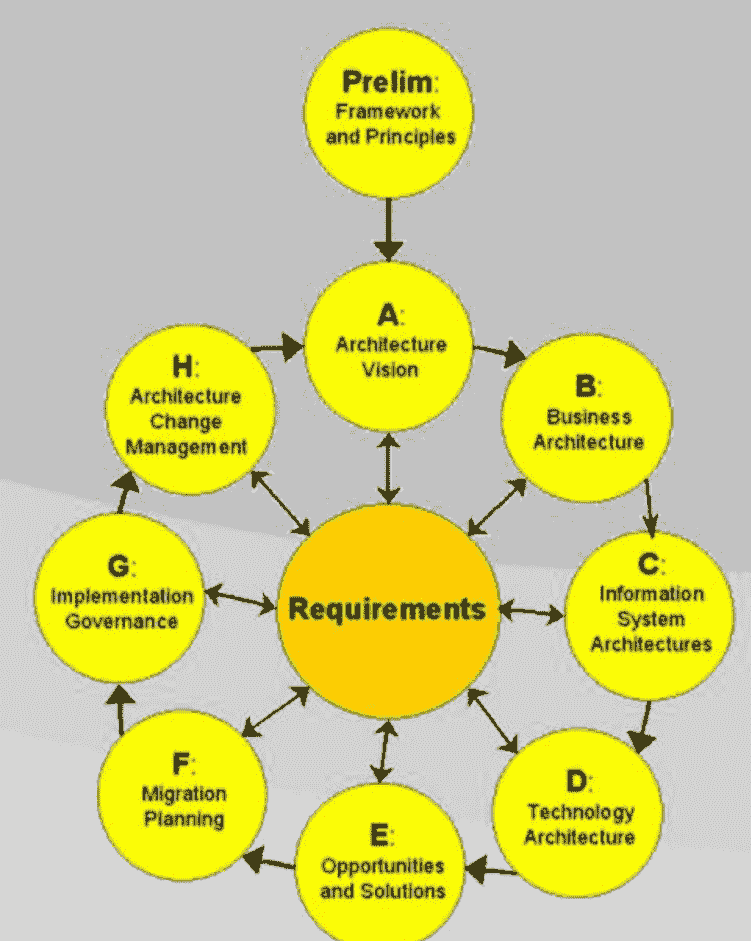 Prelim:
Framework
and Principles
A:
Architecture
Vision
H:
Architecture
Change
Management
B:
Business
Architecture
G:
Implementation
Governance
Requirements
C:
Information
System
Architectures
F:
Migration
Planning
D:
Technology
Architecture
E:
Opportunities
and Solutions